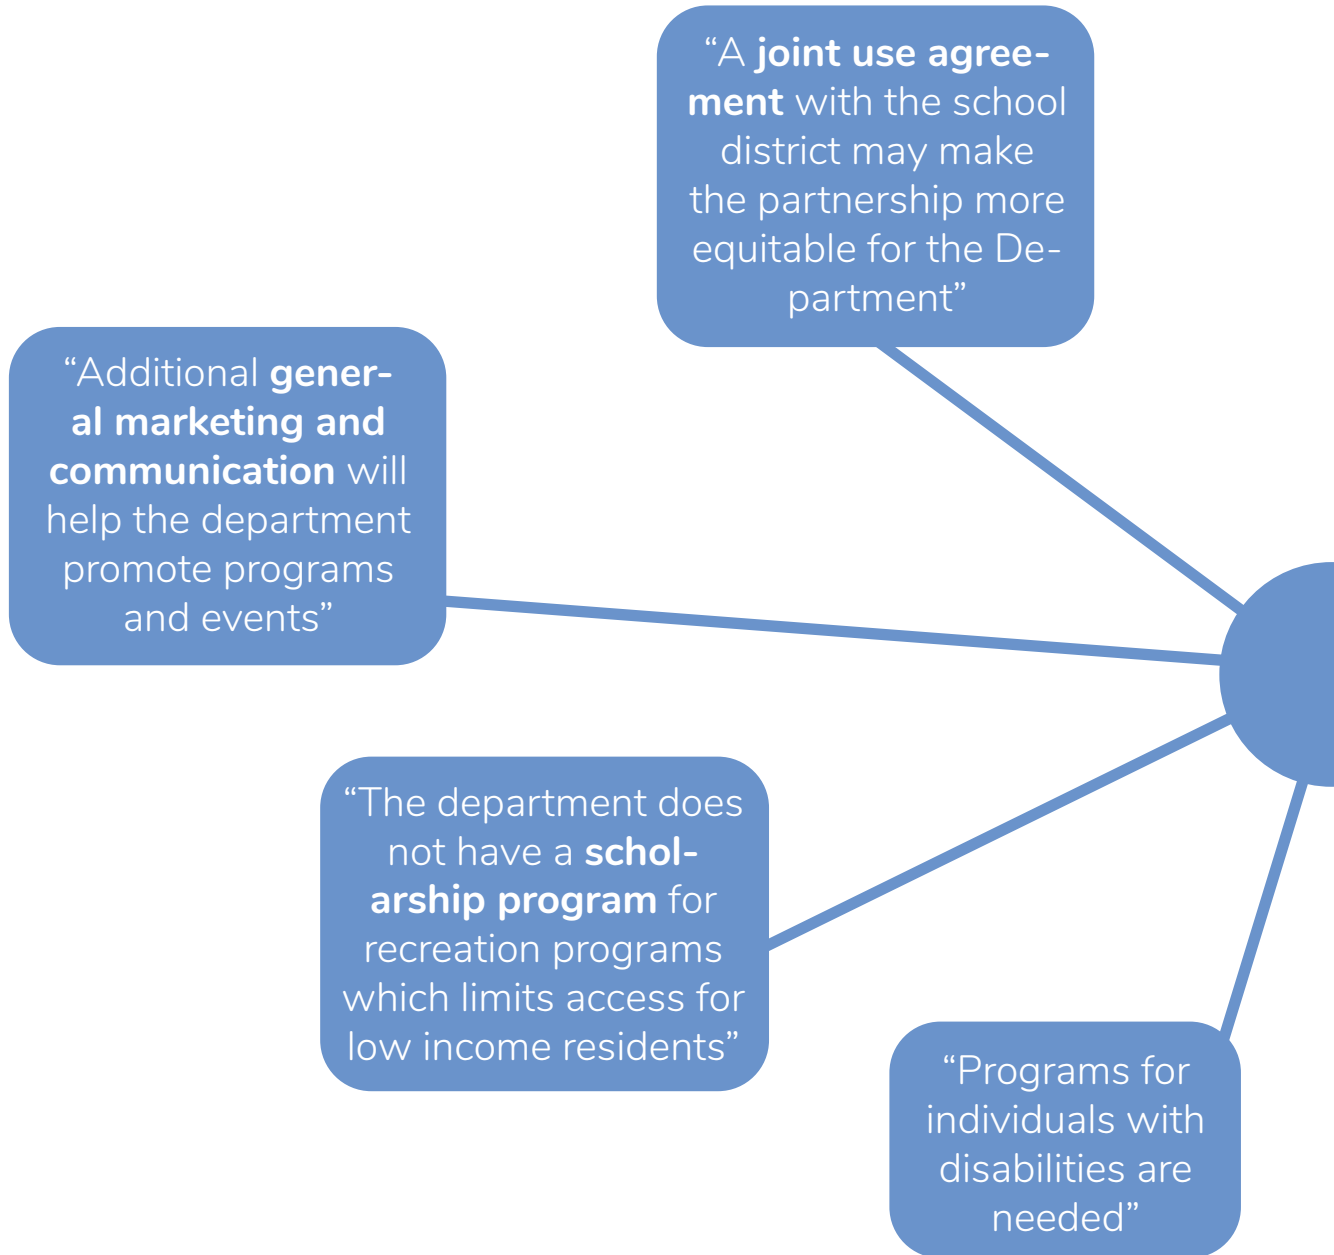 “A joint use agree-
ment with the school
district may make
the partnership more
equitable for the De-
partment”
“Additional gener-
al marketing and
communication will
help the department
promote programs
and events”
“The department does
not have a schol-
arship program for
recreation programs
which limits access for
low income residents”
“Programs for
individuals with
disabilities are
needed”